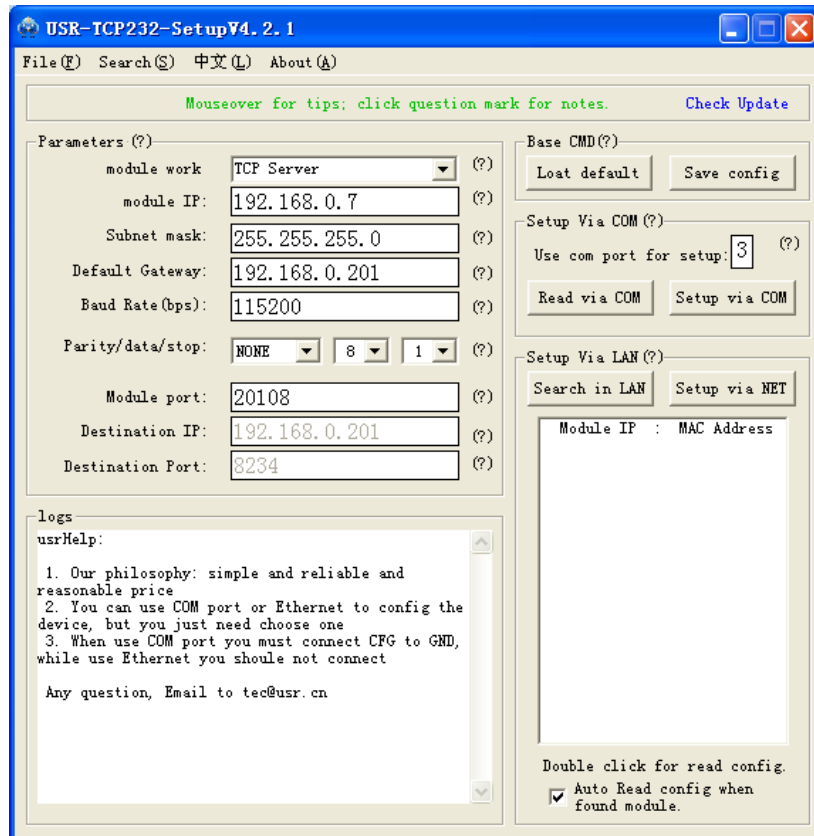 USR-TCP232-SetupV4.2.1
File(F) Search(S) 中文(L) About(A)
Mouseover for tips; click question mark for notes. Check Update
Parameters (?)
module work TCP Server (?)
module IP: 192.168.0.7 (?)
Subnet mask: 255.255.255.0 (?)
Default Gateway: 192.168.0.201 (?)
Baud Rate(bps): 115200 (?)
Parity/data/stop: NONE 8 1 (?)
Module port: 20108 (?)
Destination IP: 192.168.0.201 (?)
Destination Port: 8234 (?)
Base CMD(?)
Loat default Save config
Setup Via COM(?)
Use com port for setup: 3 (?)
Read via COM Setup via COM
Setup Via LAN(?)
Search in LAN Setup via NET
Module IP : MAC Address
Double click for read config.
Auto Read config when
found module.
logs
usrHelp:
1. Our philosophy: simple and reliable and
reasonable price
2. You can use COM port or Ethernet to config the
device, but you just need choose one
3. When use COM port you must connect CFG to GND,
while use Ethernet you shoule not connect
Any question, Email to tec@usr.cn